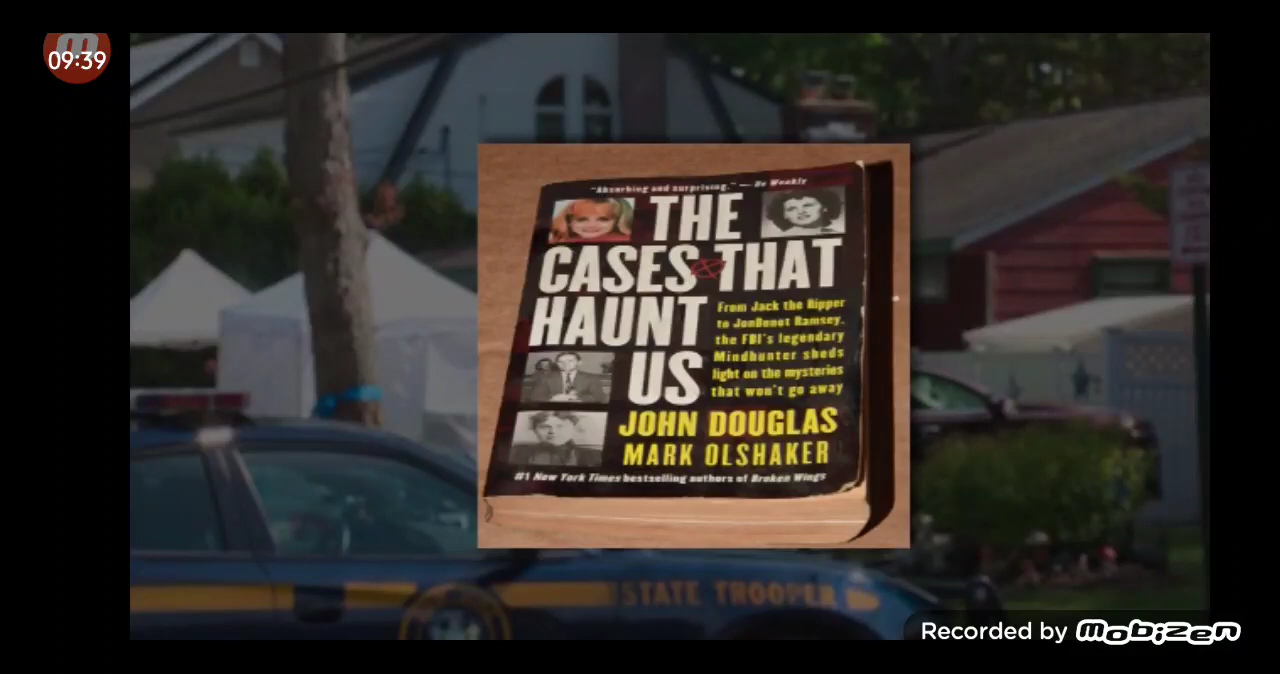 09:39
"Absorbing and surprising." — Be Weekly
THE
CASES THAT
HAUNT
US
From Jack the Ripper
to JonBenet Ramsey,
the FBI's legendary
Mindhunter sheds
light on the mysteries
that won't go away
JOHN DOUGLAS
MARK OLSHAKER
#1 New York Times bestselling authors of Broken Wings
STATE TROOPER
Recorded by mobizen